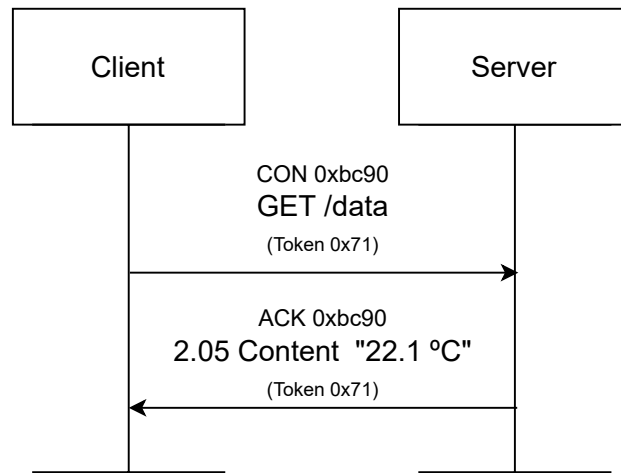 Client
Server
CON 0xbc90
GET /data
(Token 0x71)
ACK 0xbc90
2.05 Content "22.1 ºC"
(Token 0x71)